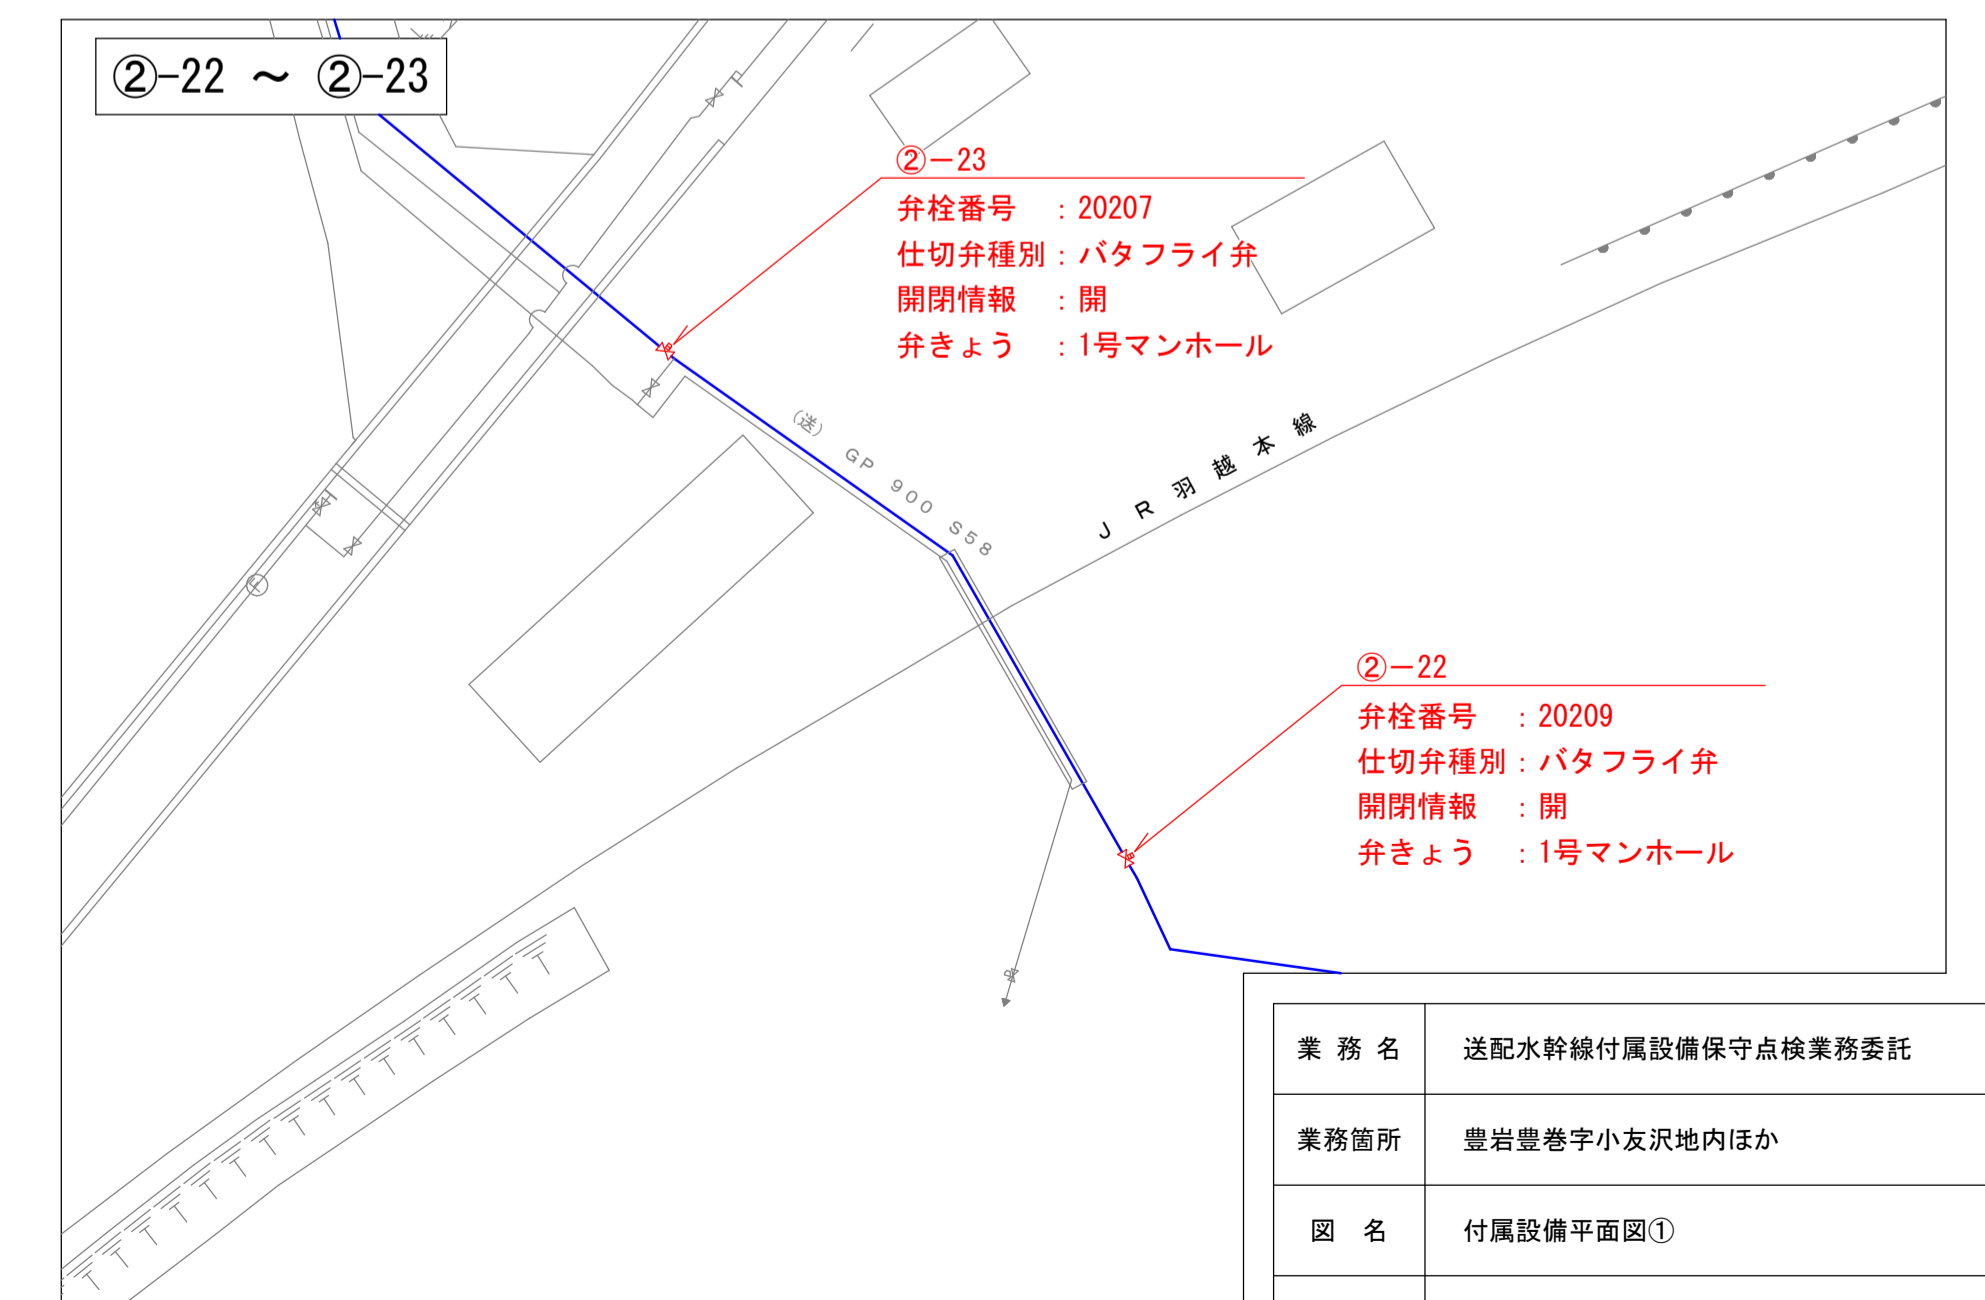 ②-22 ～ ②-23
②－23
弁栓番号 : 20207
仕切弁種別 : バタフライ弁
開閉情報 : 開
弁きょう : 1号マンホール
(送) GP 900 S58
JR羽越本線
②－22
弁栓番号 : 20209
仕切弁種別 : バタフライ弁
開閉情報 : 開
弁きょう : 1号マンホール
業務名 送配水幹線付属設備保守点検業務委託
業務箇所 豊岩豊巻字小友沢地内ほか
図名 付属設備平面図①